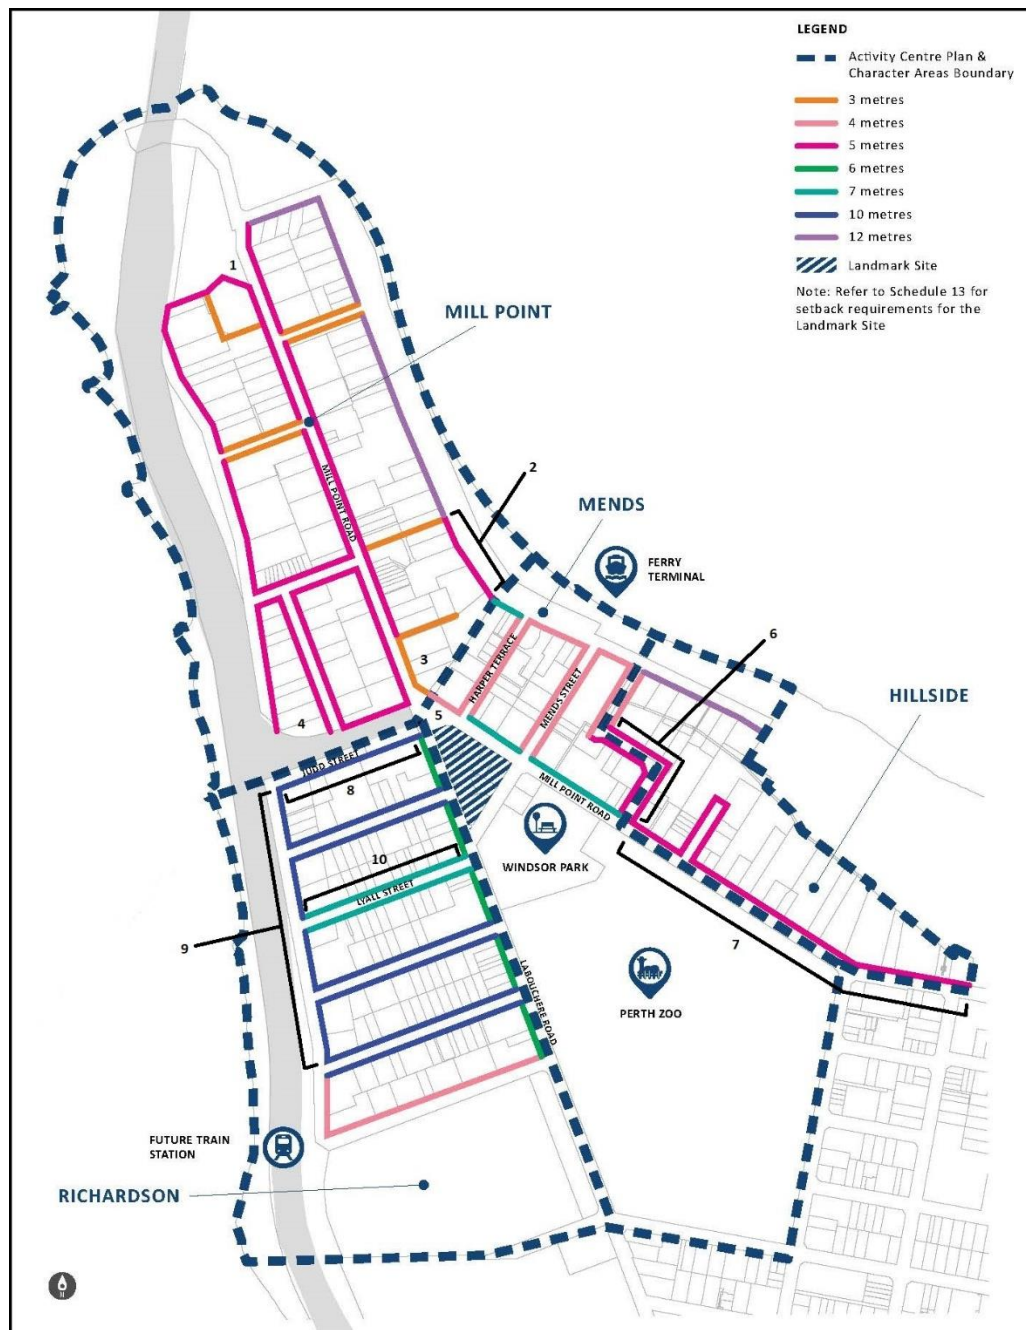 LEGEND
Activity Centre Plan &
Character Areas Boundary
3 metres
4 metres
5 metres
6 metres
7 metres
10 metres
12 metres
Landmark Site
Note: Refer to Schedule 13 for
setback requirements for the
Landmark Site
1
MILL POINT
2
MENDS
MILL POINT ROAD
FERRY
TERMINAL
6
HARPER TERRACE
3
MENDS STREET
HILLSIDE
5
4
JUDD STREET
8
MILL POINT ROAD
10
WINDSOR PARK
LYALL STREET
9
7
LABOUCHERE ROAD
PERTH ZOO
FUTURE TRAIN
STATION
RICHARDSON
N